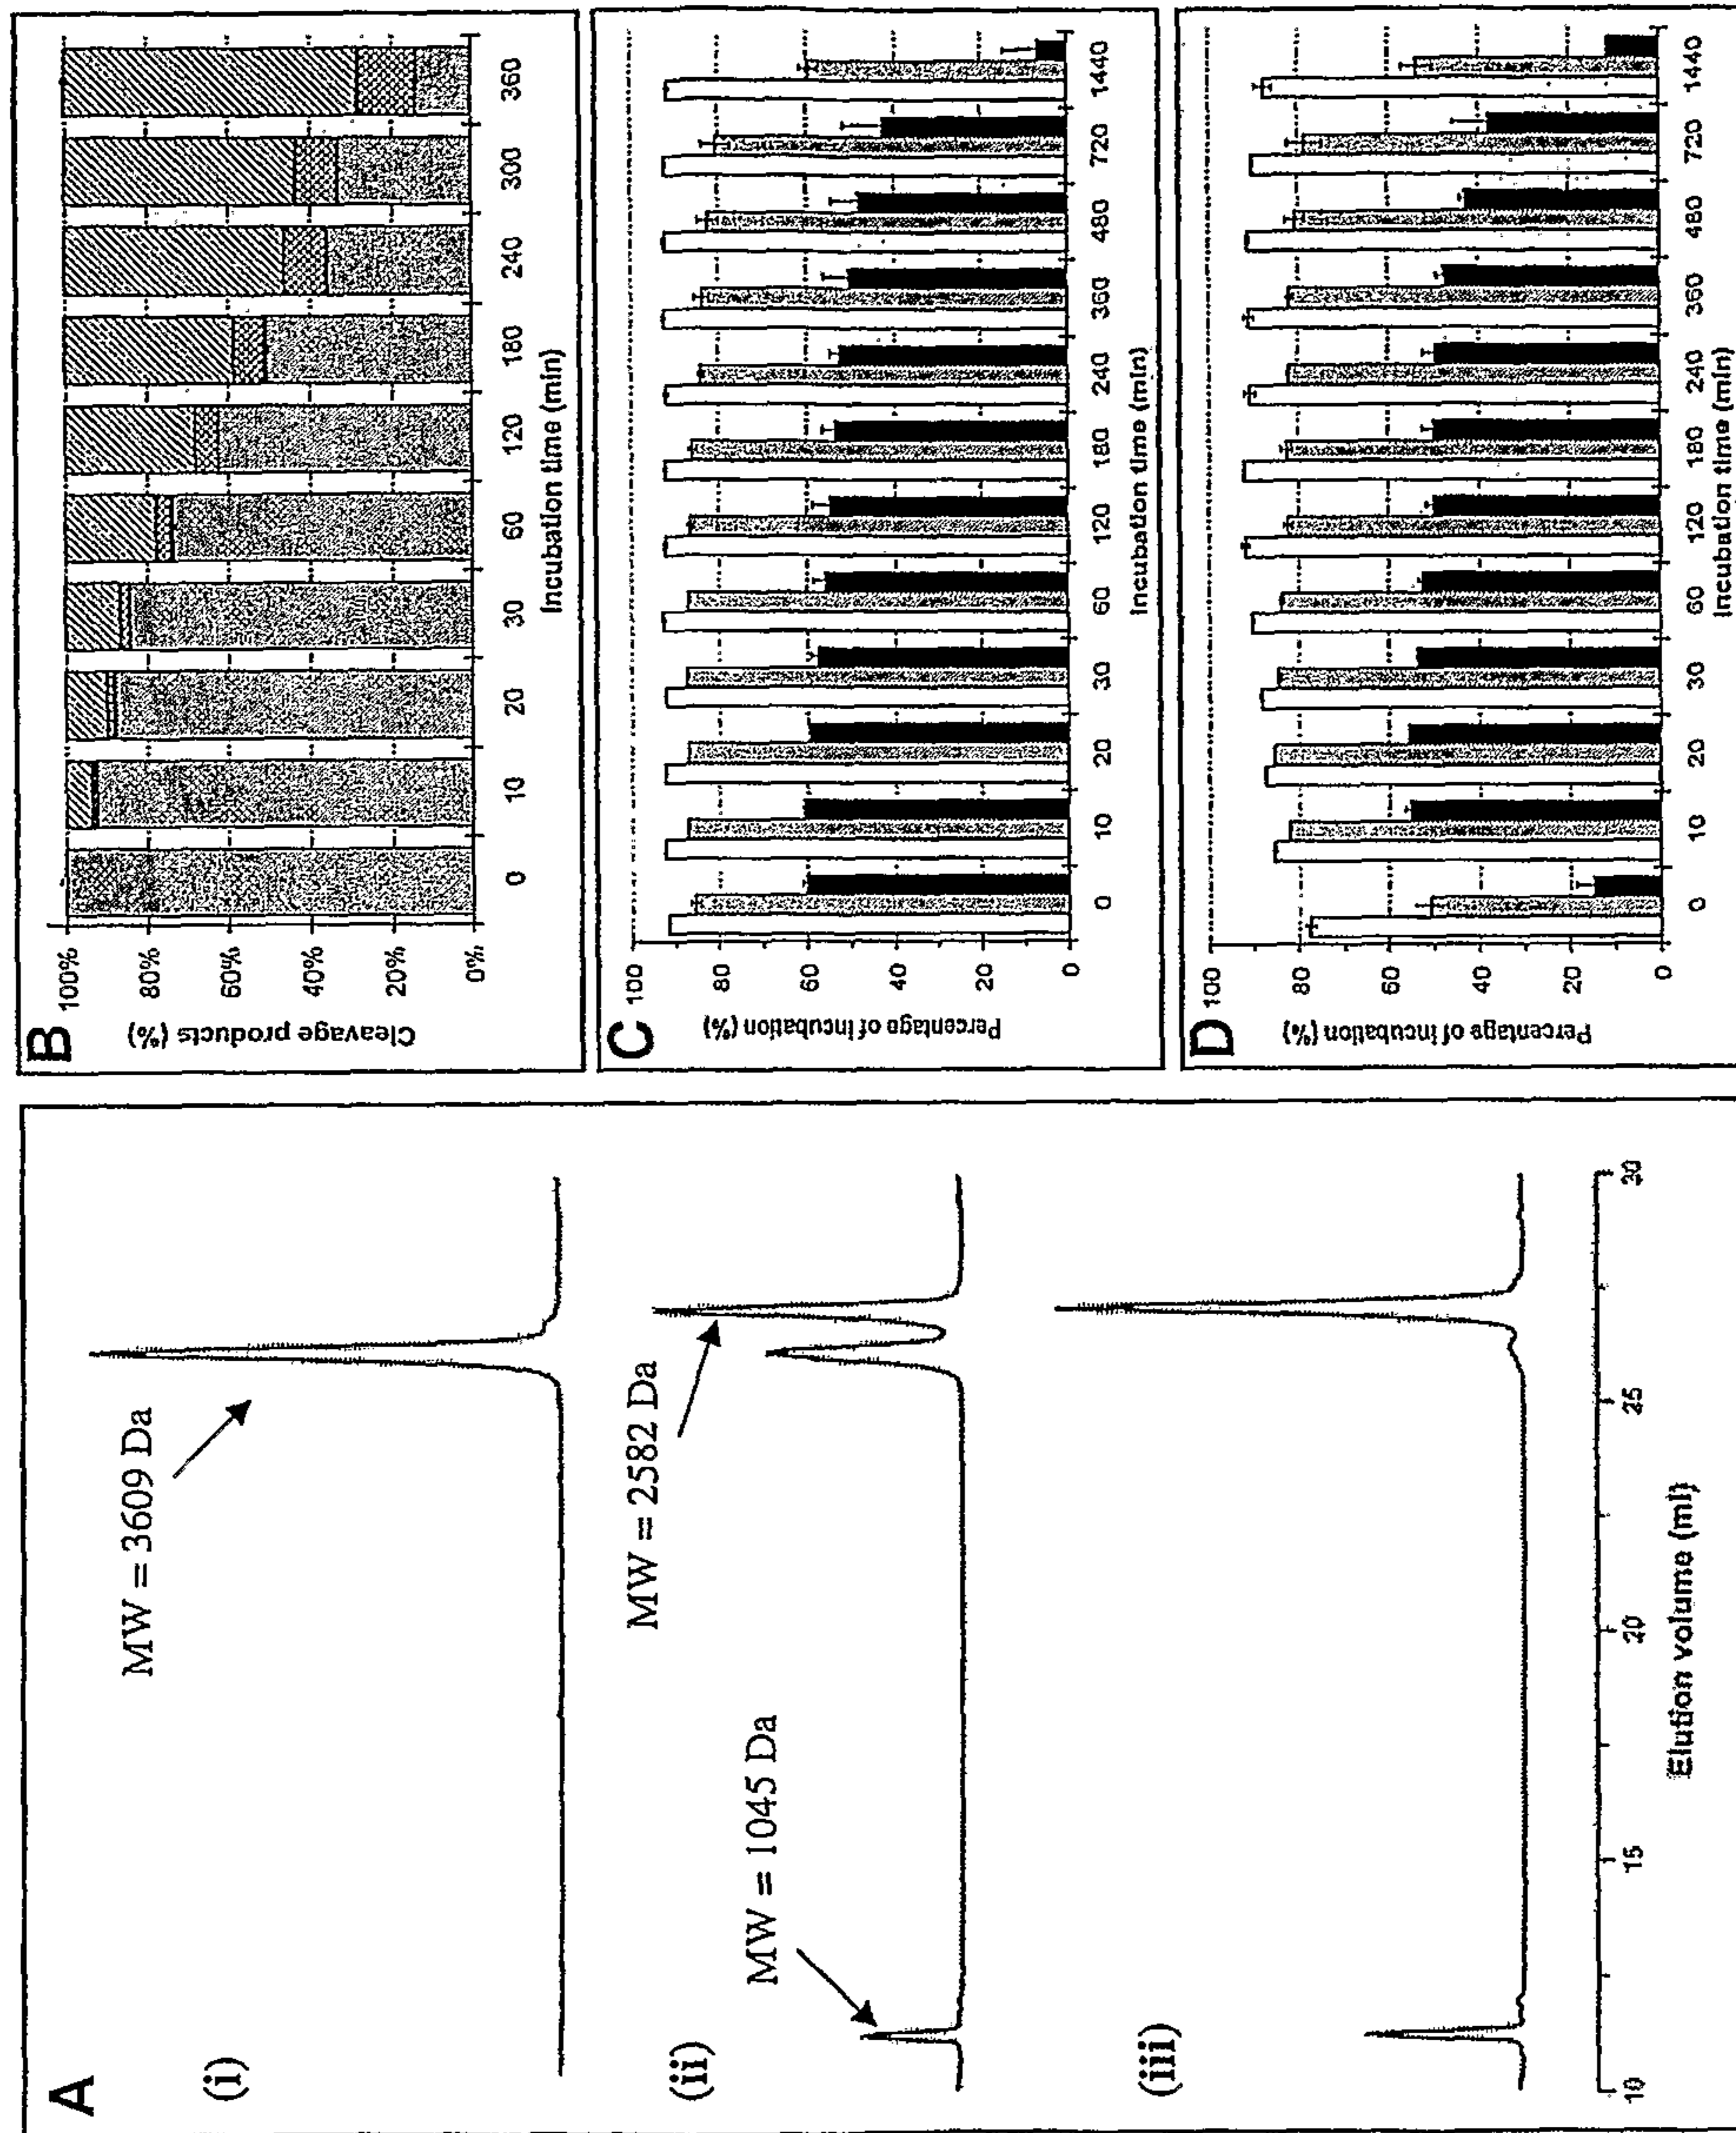 A
(i)
MW = 3609 Da
(ii)
MW = 1045 Da
MW = 2582 Da
(iii)
10 15 20 25 30
Elution volume (ml)
B
Cleavage products (%)
100%
80%
60%
40%
20%
0%
0 10 20 30 60 120 180 240 300 360
Incubation time (min)
C
Percentage of incubation (%)
100
80
60
40
20
0
0 10 20 30 60 120 180 240 360 480 720 1440
Incubation time (min)
D
Percentage of incubation (%)
100
80
60
40
20
0
0 10 20 30 60 120 180 240 360 480 720 1440
Incubation time (min)